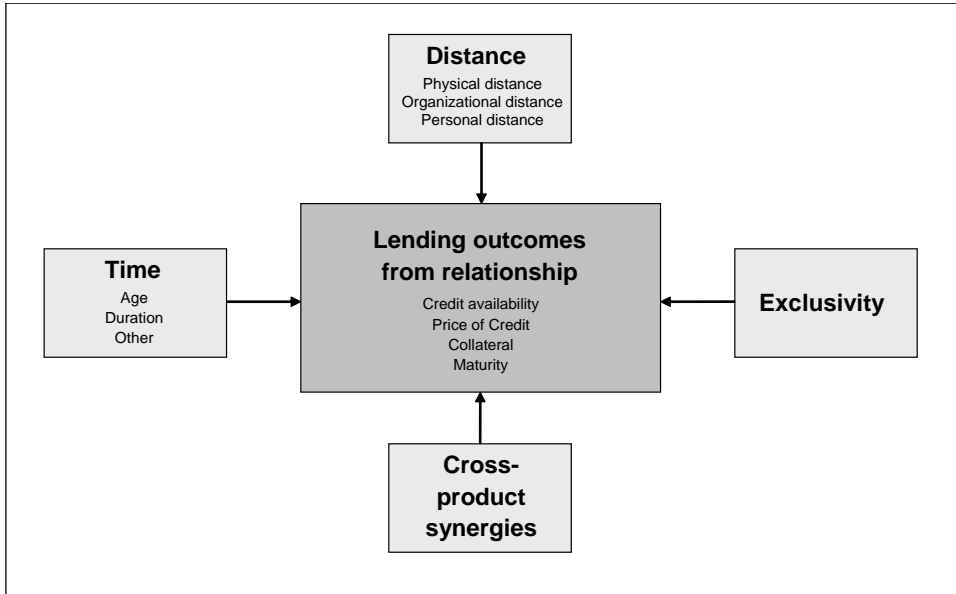 Distance
Physical distance
Organizational distance
Personal distance
Time
Age
Duration
Other
Lending outcomes
from relationship
Credit availability
Price of Credit
Collateral
Maturity
Exclusivity
Cross-
product
synergies